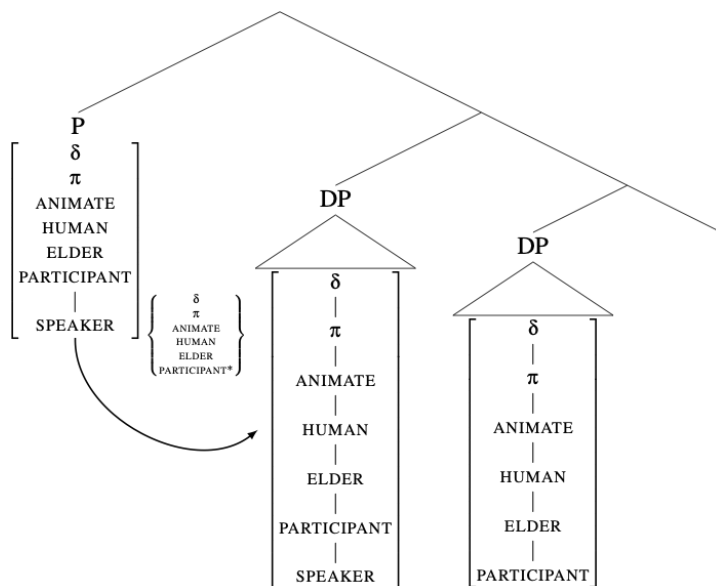 P
δ
π
ANIMATE
HUMAN
ELDER
PARTICIPANT
SPEAKER
δ
π
ANIMATE
HUMAN
ELDER
PARTICIPANT*
DP
δ
π
ANIMATE
HUMAN
ELDER
PARTICIPANT
SPEAKER
DP
δ
π
ANIMATE
HUMAN
ELDER
PARTICIPANT